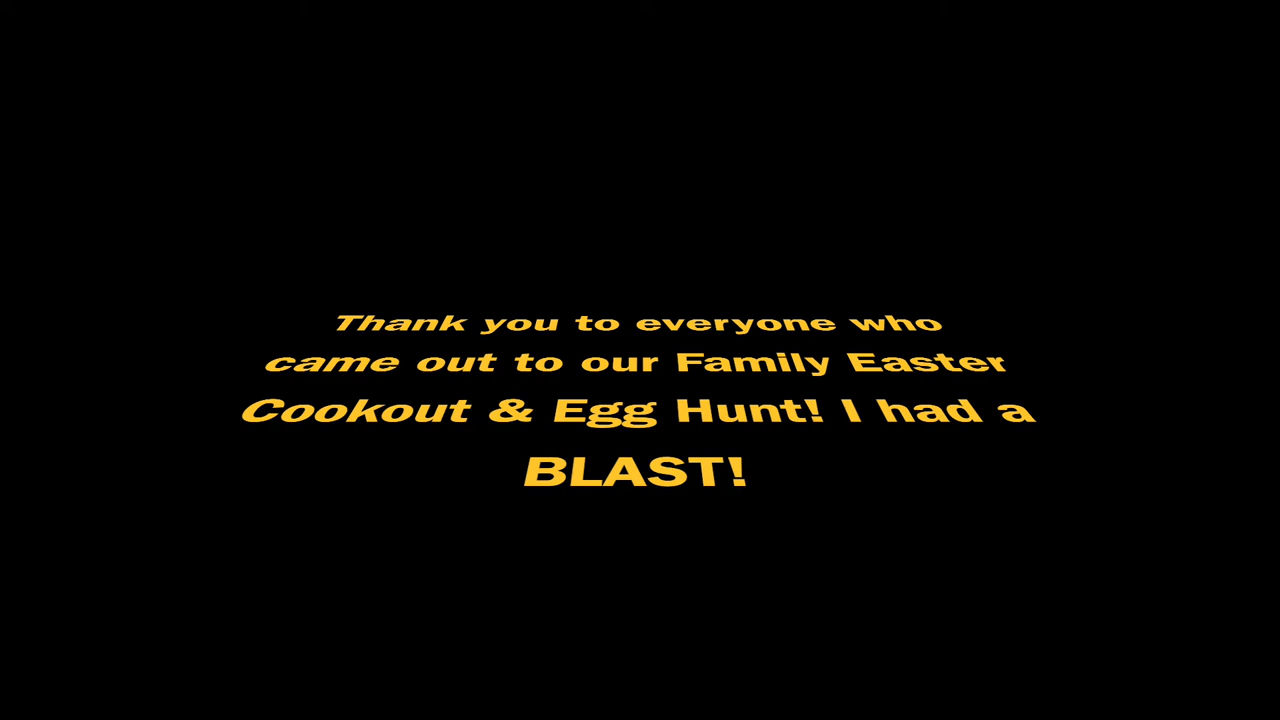 Thank you to everyone who
came out to our Family Easter
Cookout & Egg Hunt! I had a
BLAST!